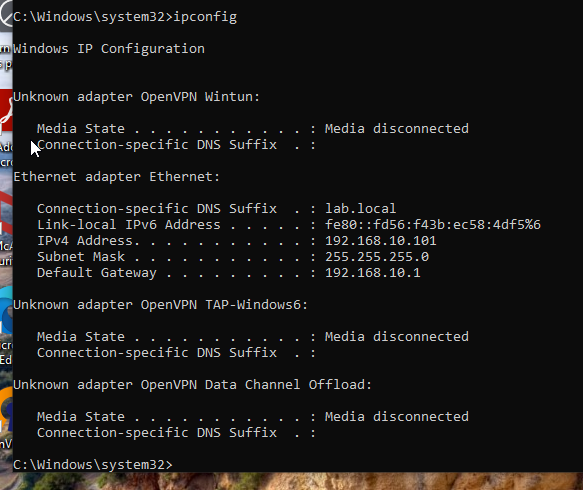 C:\Windows\system32>ipconfig
Windows IP Configuration
Unknown adapter OpenVPN Wintun:
Media State . . . . . . . . . . . : Media disconnected
Connection-specific DNS Suffix . :
Ethernet adapter Ethernet:
Connection-specific DNS Suffix . : lab.local
Link-local IPv6 Address . . . . . : fe80::fd56:f43b:ec58:4df5%6
IPv4 Address. . . . . . . . . . . : 192.168.10.101
Subnet Mask . . . . . . . . . . . : 255.255.255.0
Default Gateway . . . . . . . . . : 192.168.10.1
Unknown adapter OpenVPN TAP-Windows6:
Media State . . . . . . . . . . . : Media disconnected
Connection-specific DNS Suffix . :
Unknown adapter OpenVPN Data Channel Offload:
Media State . . . . . . . . . . . : Media disconnected
Connection-specific DNS Suffix . :
C:\Windows\system32>